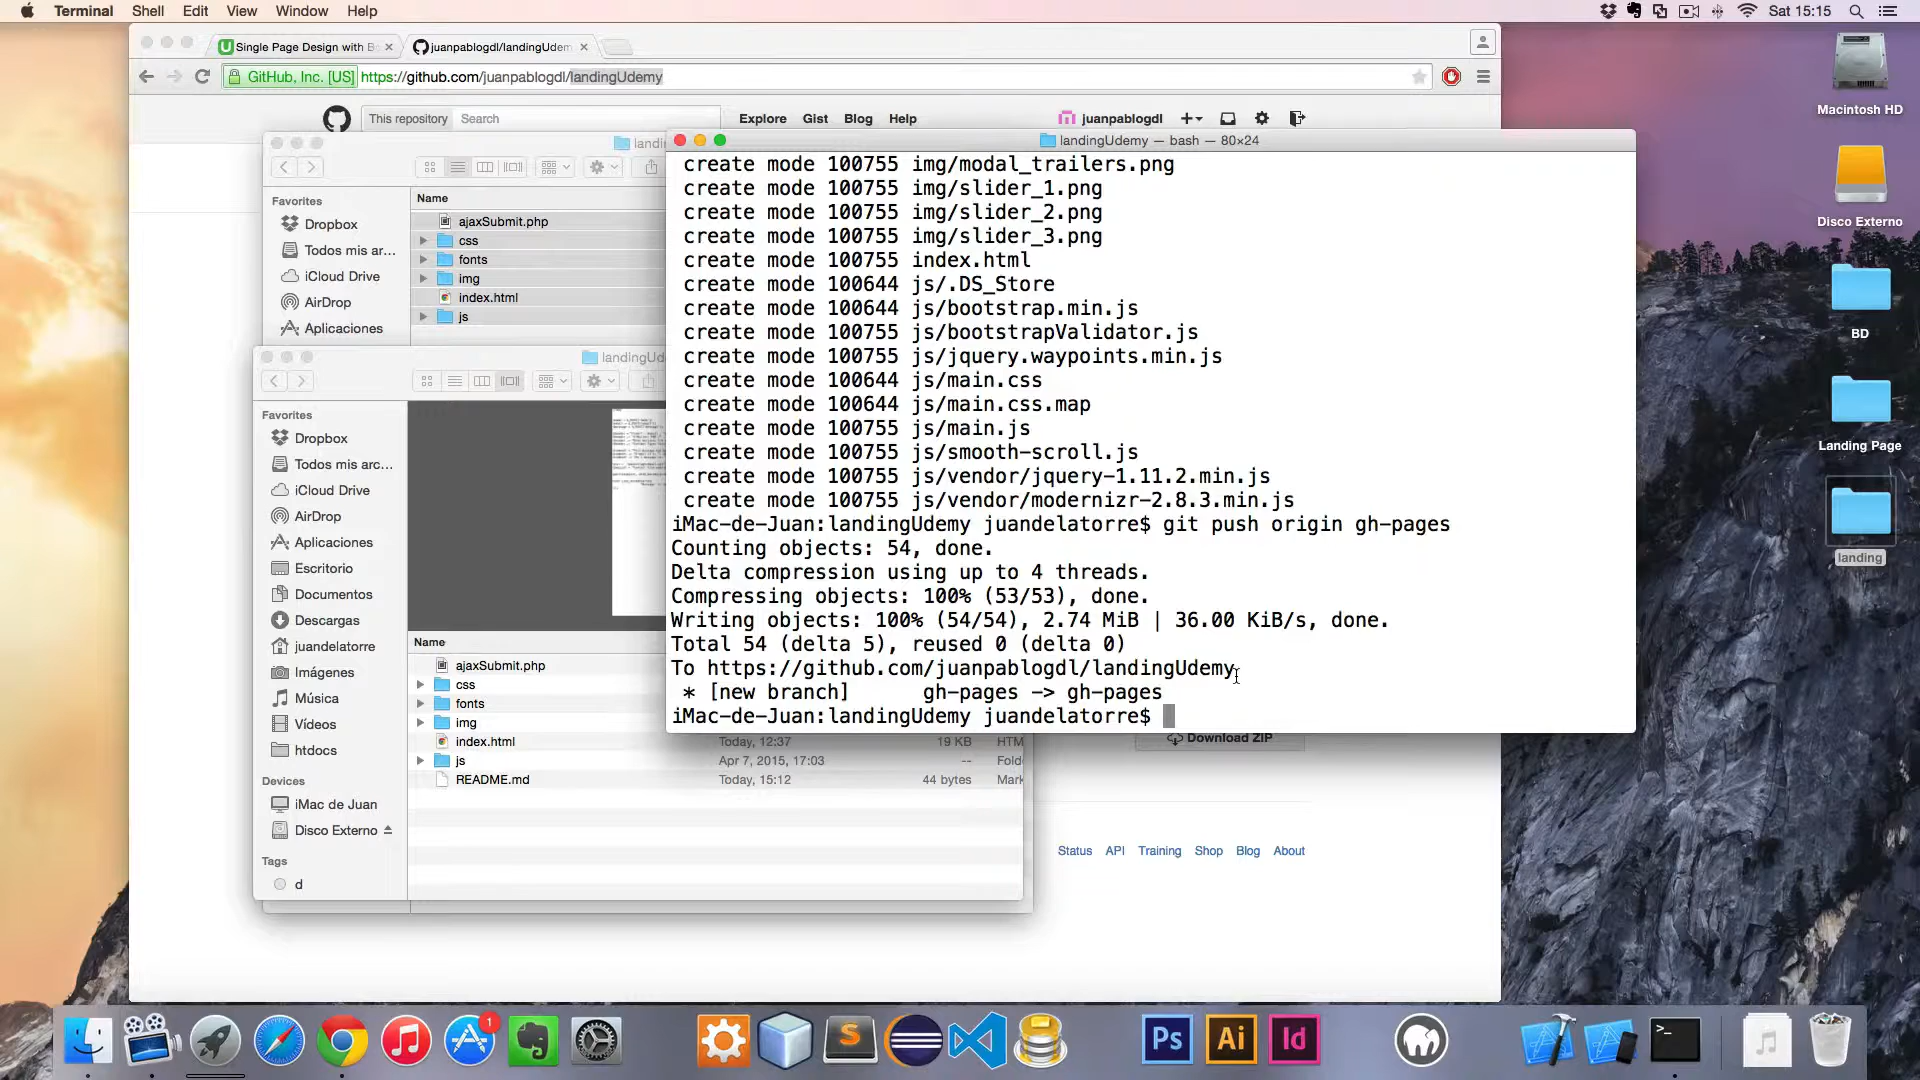 Terminal Shell Edit View Window Help Sat 15:15
Single Page Design with Bo
juanpablogdl/landingUdem
GitHub, Inc. [US] https://github.com/juanpablogdl/landingUdemy
This repository Search Explore Gist Blog Help juanpablogdl
landi
Favorites
Dropbox
Todos mis ar...
iCloud Drive
AirDrop
Aplicaciones
Name
ajaxSubmit.php
css
fonts
img
index.html
js
landingUd
Favorites
Dropbox
Todos mis arc...
iCloud Drive
AirDrop
Aplicaciones
Escritorio
Documentos
Descargas
juandelatorre
Imágenes
Música
Vídeos
htdocs
Devices
iMac de Juan
Disco Externo
Tags
d
Name
ajaxSubmit.php
css
fonts
img
index.html Today, 12:37 19 KB HTM
js Apr 7, 2015, 17:03 -- Fold
README.md Today, 15:12 44 bytes Mark
landingUdemy — bash — 80×24
create mode 100755 img/modal_trailers.png
create mode 100755 img/slider_1.png
create mode 100755 img/slider_2.png
create mode 100755 img/slider_3.png
create mode 100755 index.html
create mode 100644 js/.DS_Store
create mode 100755 js/bootstrap.min.js
create mode 100755 js/bootstrapValidator.js
create mode 100755 js/jquery.waypoints.min.js
create mode 100644 js/main.css
create mode 100644 js/main.css.map
create mode 100755 js/main.js
create mode 100755 js/smooth-scroll.js
create mode 100755 js/vendor/jquery-1.11.2.min.js
create mode 100755 js/vendor/modernizr-2.8.3.min.js
iMac-de-Juan:landingUdemy juandelatorre$ git push origin gh-pages
Counting objects: 54, done.
Delta compression using up to 4 threads.
Compressing objects: 100% (53/53), done.
Writing objects: 100% (54/54), 2.74 MiB | 36.00 KiB/s, done.
Total 54 (delta 5), reused 0 (delta 0)
To https://github.com/juanpablogdl/landingUdemy
* [new branch] gh-pages -> gh-pages
iMac-de-Juan:landingUdemy juandelatorre$
Download ZIP
Status API Training Shop Blog About
Macintosh HD
Disco Externo
BD
Landing Page
landing
1
S
Ps
Ai
Id
>_